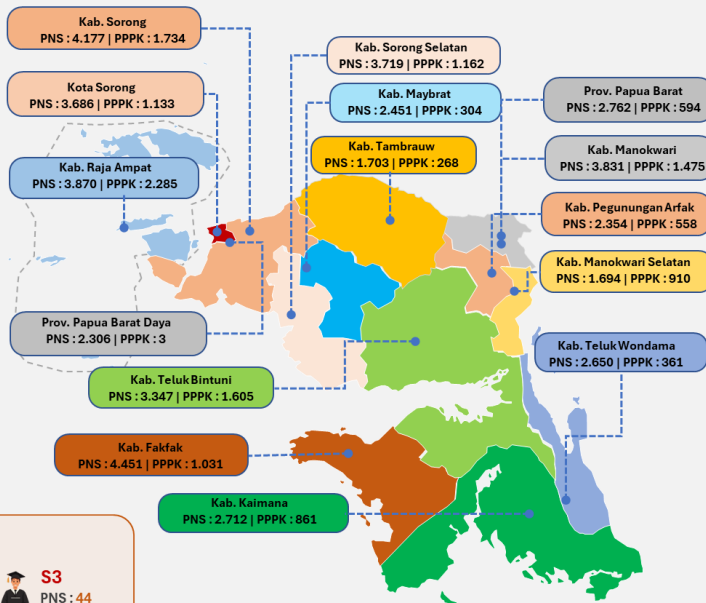 Kab. Sorong
PNS : 4.177 | PPPK : 1.734
Kab. Sorong Selatan
PNS : 3.719 | PPPK : 1.162
Kota Sorong
PNS : 3.686 | PPPK : 1.133
Kab. Maybrat
PNS : 2.451 | PPPK : 304
Prov. Papua Barat
PNS : 2.762 | PPPK : 594
Kab. Tambrauw
PNS : 1.703 | PPPK : 268
Kab. Manokwari
PNS : 3.831 | PPPK : 1.475
Kab. Raja Ampat
PNS : 3.870 | PPPK : 2.285
Kab. Pegunungan Arfak
PNS : 2.354 | PPPK : 558
Kab. Manokwari Selatan
PNS : 1.694 | PPPK : 910
Prov. Papua Barat Daya
PNS : 2.306 | PPPK : 3
Kab. Teluk Wondama
PNS : 2.650 | PPPK : 361
Kab. Teluk Bintuni
PNS : 3.347 | PPPK : 1.605
Kab. Fakfak
PNS : 4.451 | PPPK : 1.031
Kab. Kaimana
PNS : 2.712 | PPPK : 861
S3
PNS : 44